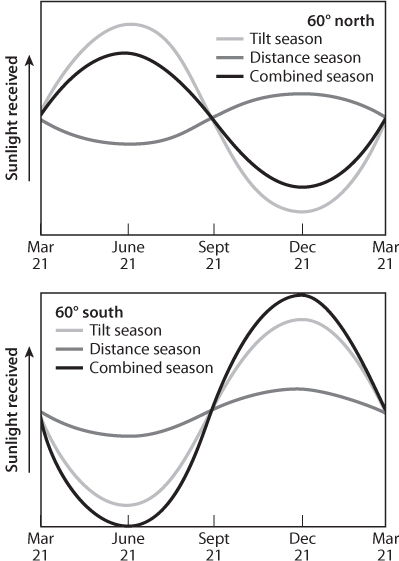 60° north
Tilt season
Distance season
Combined season
Sunlight received
Mar
21
June
21
Sept
21
Dec
21
Mar
21
60° south
Tilt season
Distance season
Combined season
Sunlight received
Mar
21
June
21
Sept
21
Dec
21
Mar
21